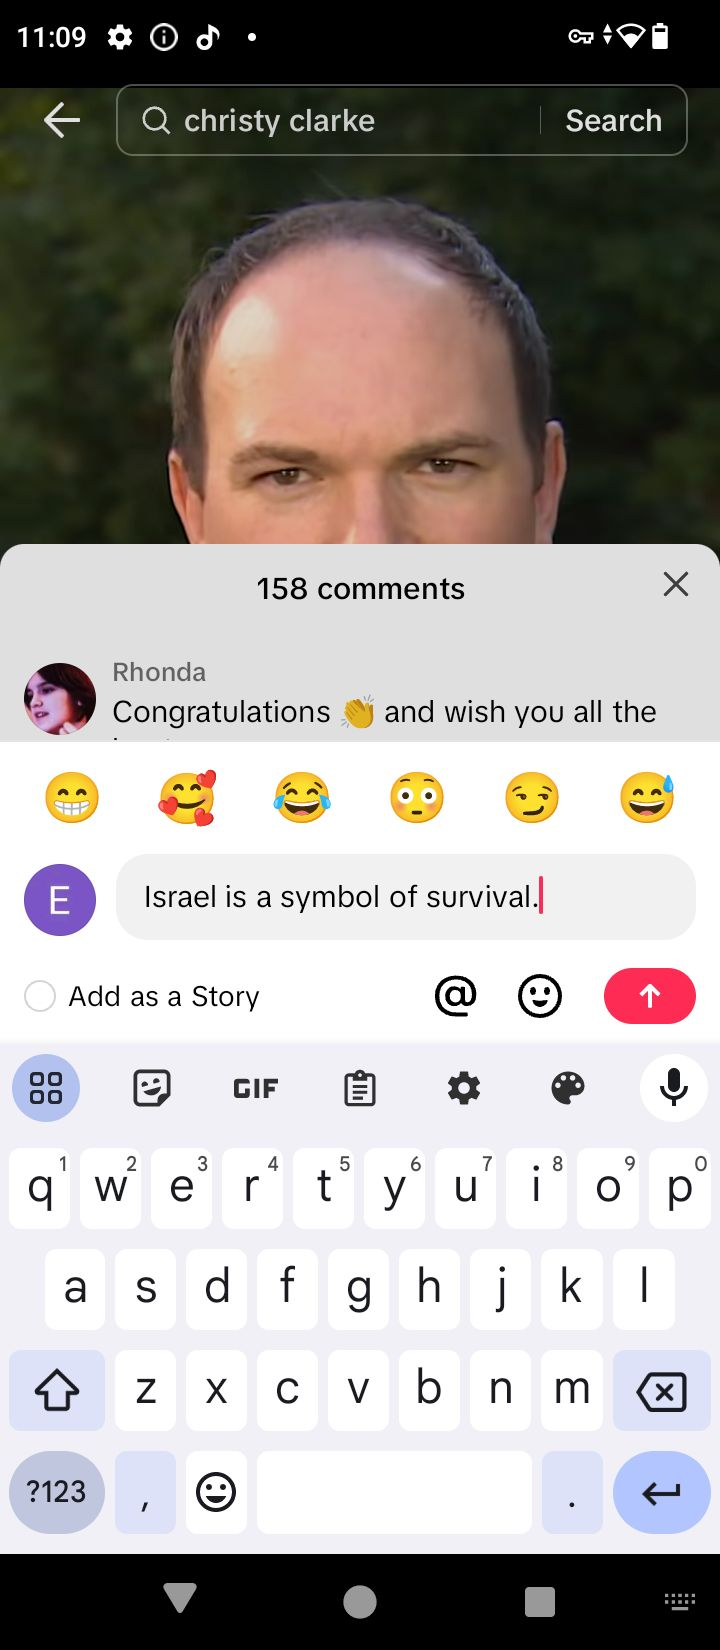 11:09
christy clarke
Search
158 comments
Rhonda
Congratulations 👏 and wish you all the
E
Israel is a symbol of survival.
Add as a Story
@
GIF
q1 w2 e3 r4 t5 y6 u7 i8 o9 p0
a s d f g h j k l
z x c v b n m
?123 , .